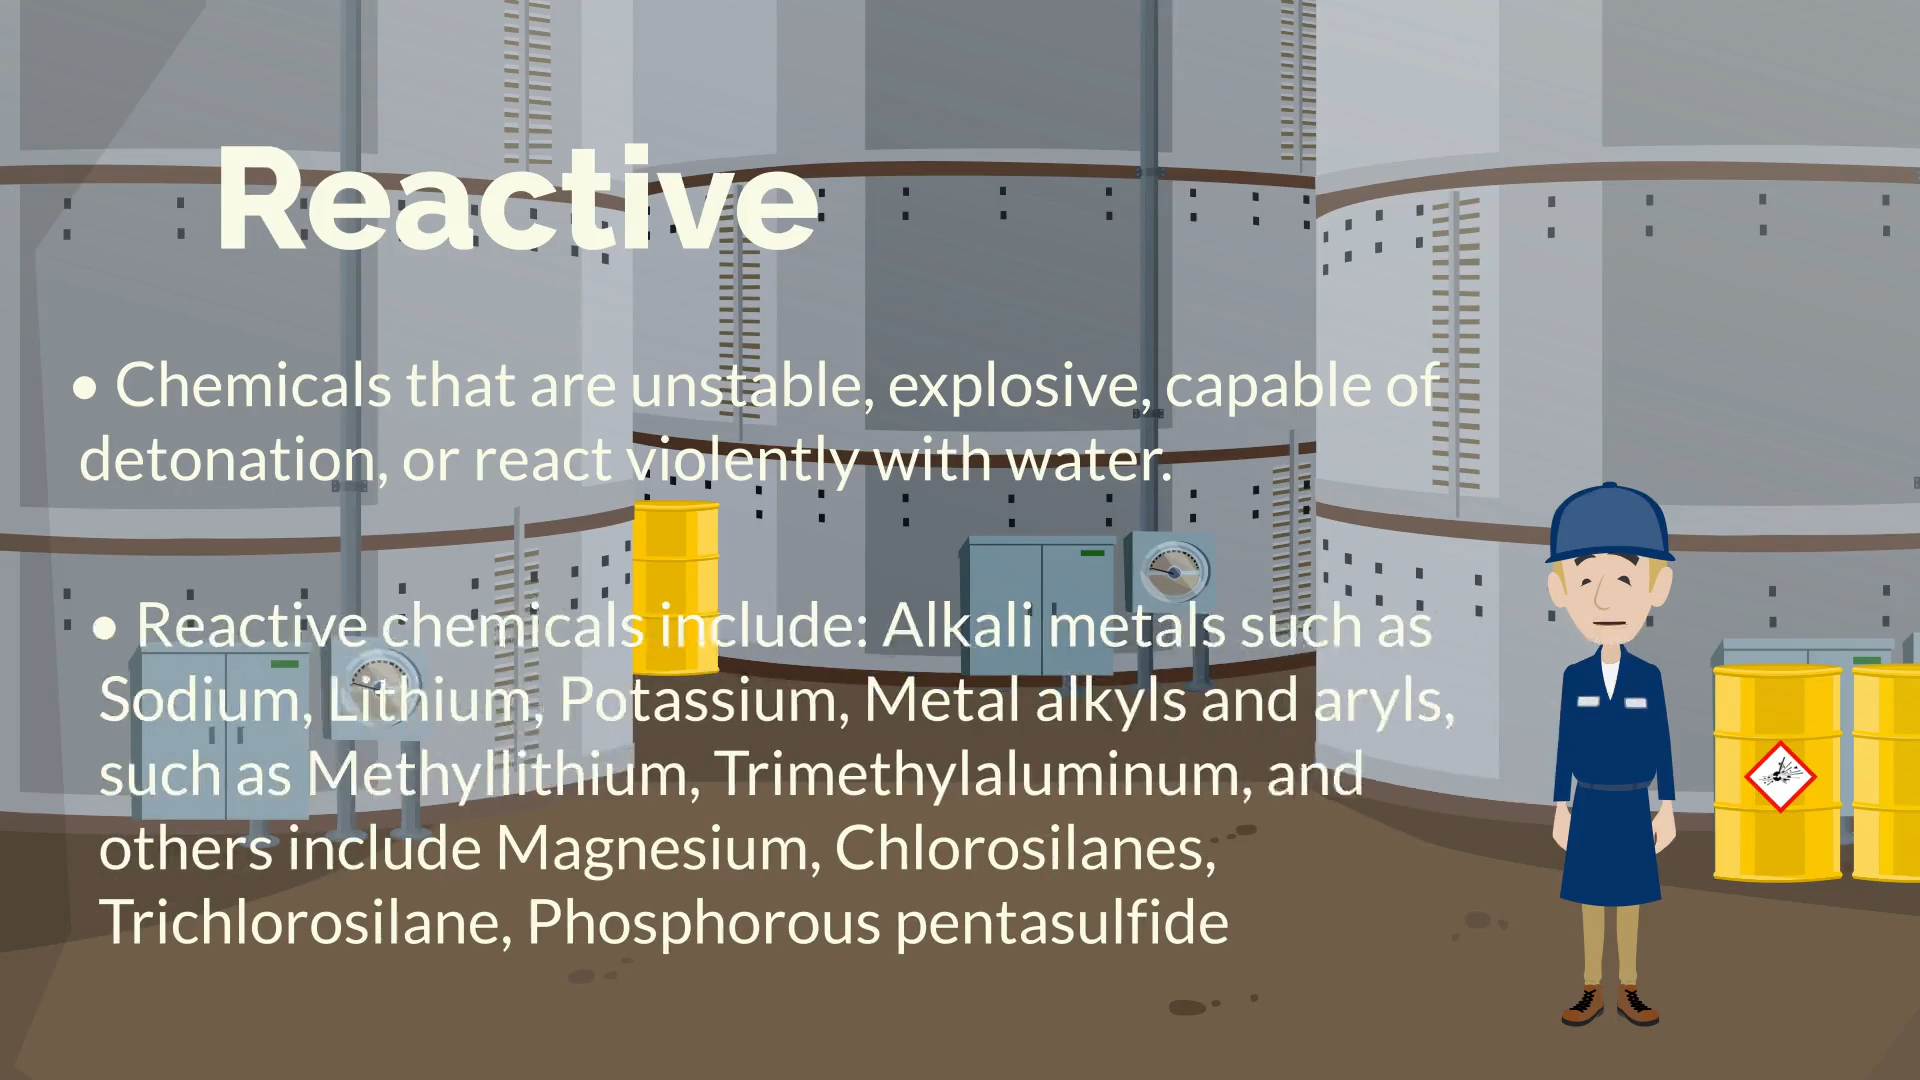 Reactive
• Chemicals that are unstable, explosive, capable of
detonation, or react violently with water.
• Reactive chemicals include: Alkali metals such as
Sodium, Lithium, Potassium, Metal alkyls and aryls,
such as Methyllithium, Trimethylaluminum, and
others include Magnesium, Chlorosilanes,
Trichlorosilane, Phosphorous pentasulfide